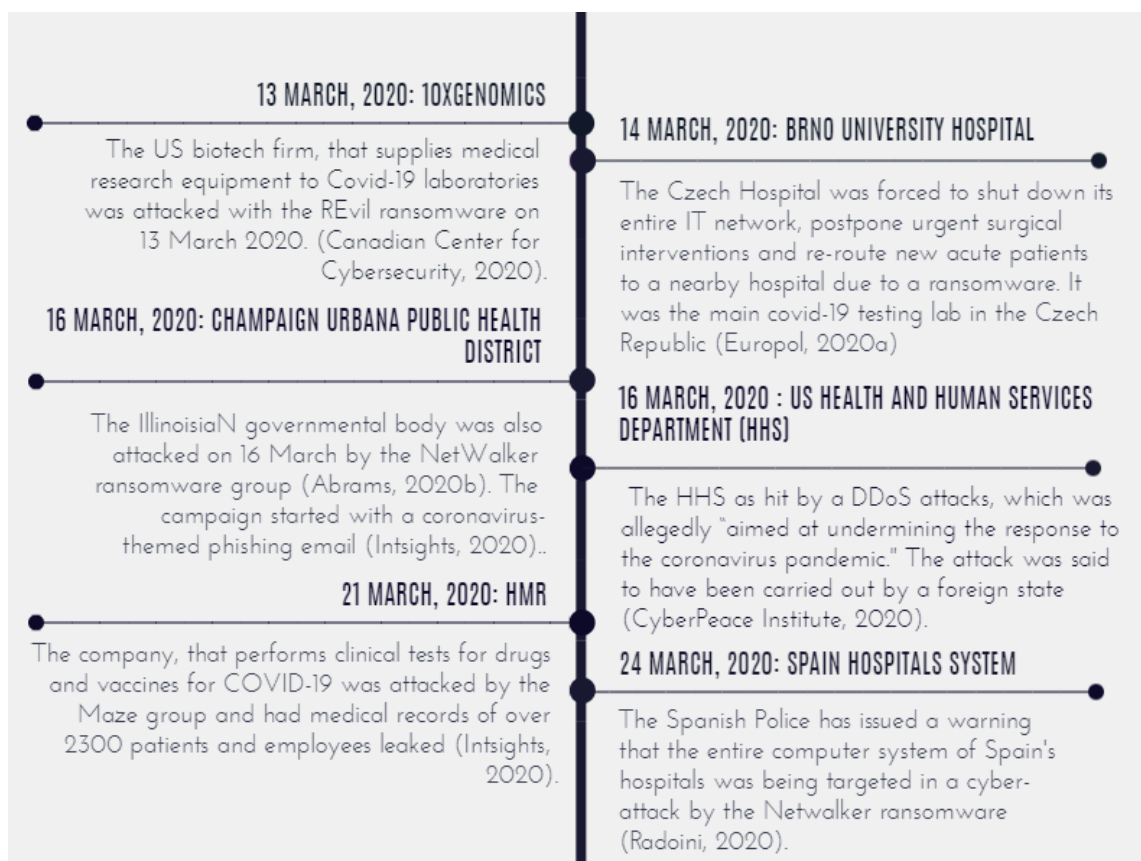 13 MARCH, 2020: 10XGENOMICS
The US biotech firm, that supplies medical
research equipment to Covid-19 laboratories
was attacked with the REvil ransomware on
13 March 2020. (Canadian Center for
Cybersecurity, 2020).
14 MARCH, 2020: BRNO UNIVERSITY HOSPITAL
The Czech Hospital was forced to shut down its
entire IT network, postpone urgent surgical
interventions and re-route new acute patients
to a nearby hospital due to a ransomware. It
was the main covid-19 testing lab in the Czech
Republic (Europol, 2020a)
16 MARCH, 2020: CHAMPAIGN URBANA PUBLIC HEALTH
DISTRICT
The IllinoisiaN governmental body was also
attacked on 16 March by the NetWalker
ransomware group (Abrams, 2020b). The
campaign started with a coronavirus-
themed phishing email (Intsights, 2020)..
16 MARCH, 2020 : US HEALTH AND HUMAN SERVICES
DEPARTMENT (HHS)
The HHS as hit by a DDoS attacks, which was
allegedly “aimed at undermining the response to
the coronavirus pandemic." The attack was said
to have been carried out by a foreign state
(CyberPeace Institute, 2020).
21 MARCH, 2020: HMR
The company, that performs clinical tests for drugs
and vaccines for COVID-19 was attacked by the
Maze group and had medical records of over
2300 patients and employees leaked (Intsights,
2020).
24 MARCH, 2020: SPAIN HOSPITALS SYSTEM
The Spanish Police has issued a warning
that the entire computer system of Spain's
hospitals was being targeted in a cyber-
attack by the Netwalker ransomware
(Radoini, 2020).